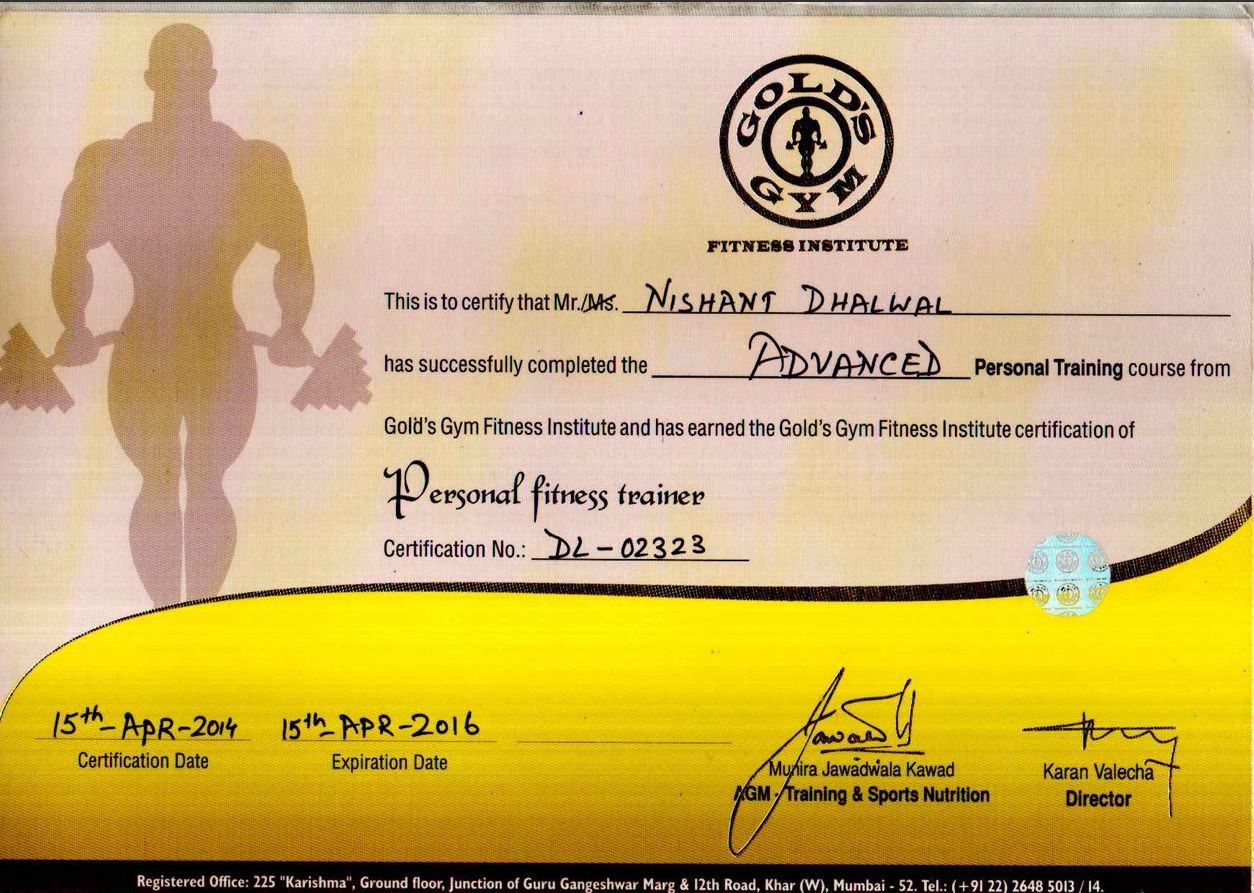 GOLD'S GYM
FITNESS INSTITUTE
This is to certify that Mr./Ms. NISHANT DHALWAL
has successfully completed the ADVANCED Personal Training course from
Gold's Gym Fitness Institute and has earned the Gold's Gym Fitness Institute certification of
Personal fitness trainer
Certification No.: DL-02323
15th-APR-2014 15th-APR-2016
Certification Date Expiration Date
Munira Jawadwala Kawad Karan Valecha
AGM - Training & Sports Nutrition Director
Registered Office: 225 "Karishma", Ground floor, Junction of Guru Gangeshwar Marg & 12th Road, Khar (W), Mumbai - 52. Tel.: (+91 22) 2648 5013 / 14.